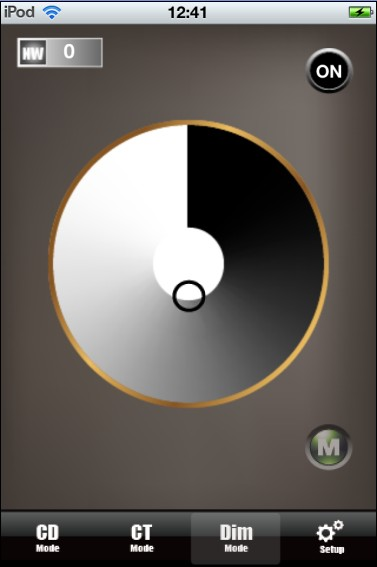 iPod 12:41
HW 0
ON
M
CD CT Dim
Mode Mode Mode Setup